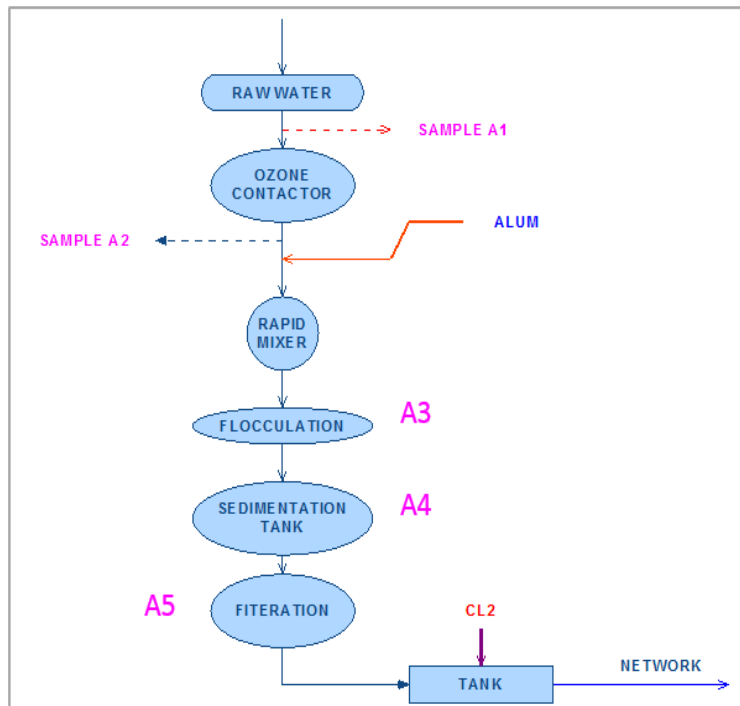 RAW WATER
SAMPLE A1
OZONE
CONTACTOR
ALUM
SAMPLE A2
RAPID
MIXER
A3
FLOCCULATION
SEDIMENTATION
TANK
A4
A5
FITERATION
CL2
NETWORK
TANK